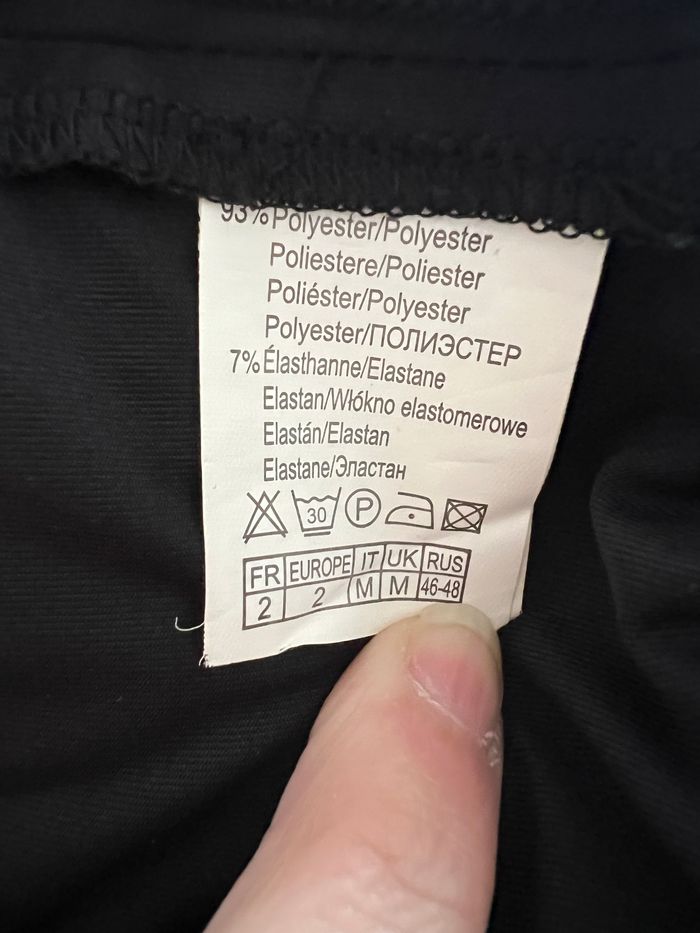 93% Polyester/Polyester
Poliestere/Poliester
Poliéster/Polyester
Polyester/ПОЛИЭСТЕР
7% Élasthanne/Elastane
Elastan/Włókno elastomerowe
Elastán/Elastan
Elastane/Эластан
30 P
FR EUROPE IT UK RUS
2 2 M M 46-48